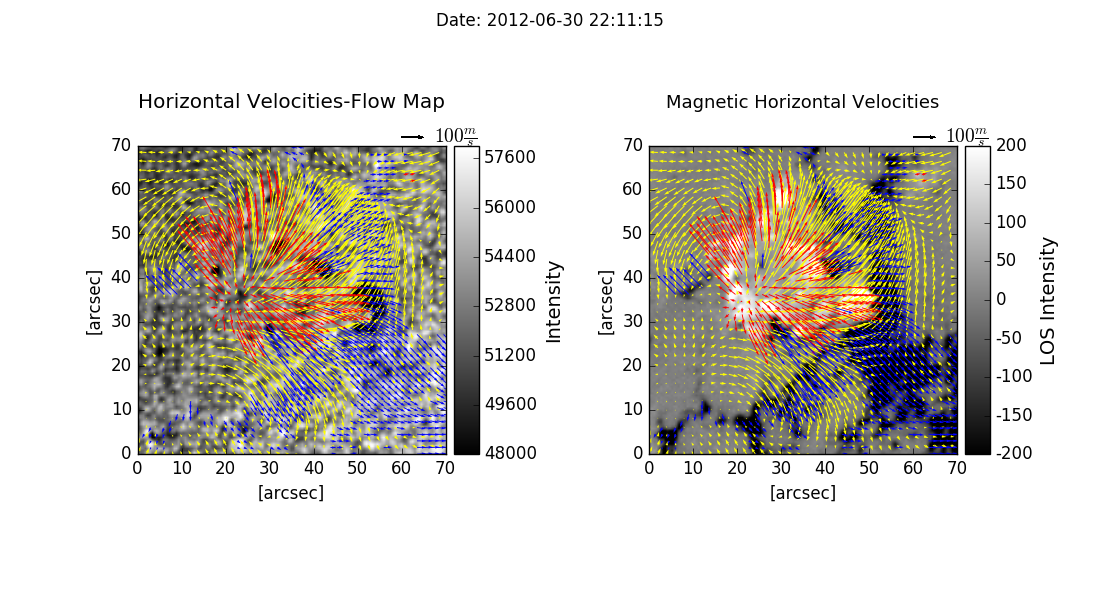 Date: 2012-06-30 22:11:15
Horizontal Velocities-Flow Map
100 m/s
70
60
50
40
30
20
10
0
[arcsec]
0 10 20 30 40 50 60 70
[arcsec]
57600
56000
54400
52800
51200
49600
48000
Intensity
Magnetic Horizontal Velocities
100 m/s
70
60
50
40
30
20
10
0
[arcsec]
0 10 20 30 40 50 60 70
[arcsec]
200
150
100
50
0
-50
-100
-150
-200
LOS Intensity